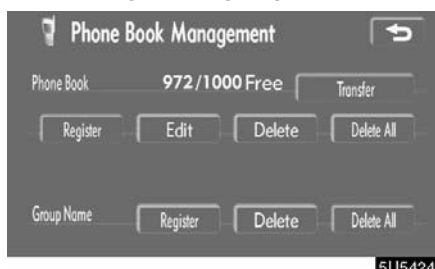 Phone Book Management
Phone Book 972/1000 Free Transfer
Register Edit Delete Delete All
Group Name Register Delete Delete All
5U5424